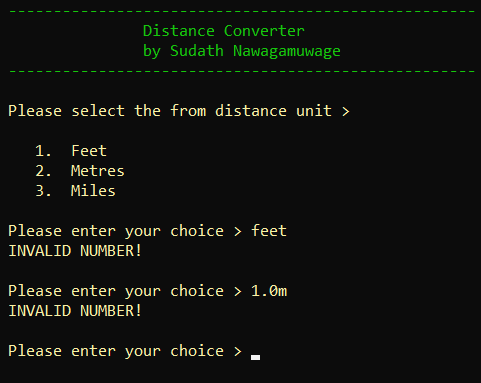 ----------------------------------------------------
Distance Converter
by Sudath Nawagamuwage
----------------------------------------------------
Please select the from distance unit >
1. Feet
2. Metres
3. Miles
Please enter your choice > feet
INVALID NUMBER!
Please enter your choice > 1.0m
INVALID NUMBER!
Please enter your choice > _